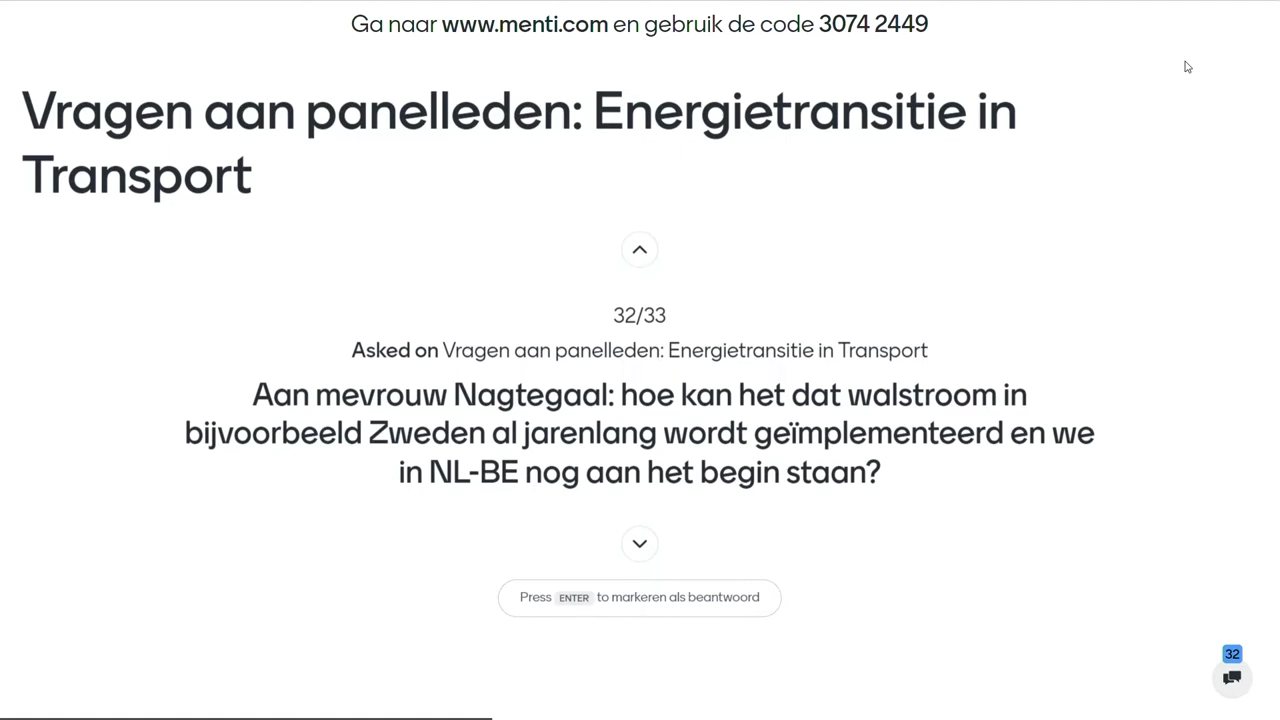 Ga naar www.menti.com en gebruik de code 3074 2449
Vragen aan panelleden: Energietransitie in
Transport
32/33
Asked on Vragen aan panelleden: Energietransitie in Transport
Aan mevrouw Nagtegaal: hoe kan het dat walstroom in
bijvoorbeeld Zweden al jarenlang wordt geïmplementeerd en we
in NL-BE nog aan het begin staan?
Press ENTER to markeren als beantwoord
32